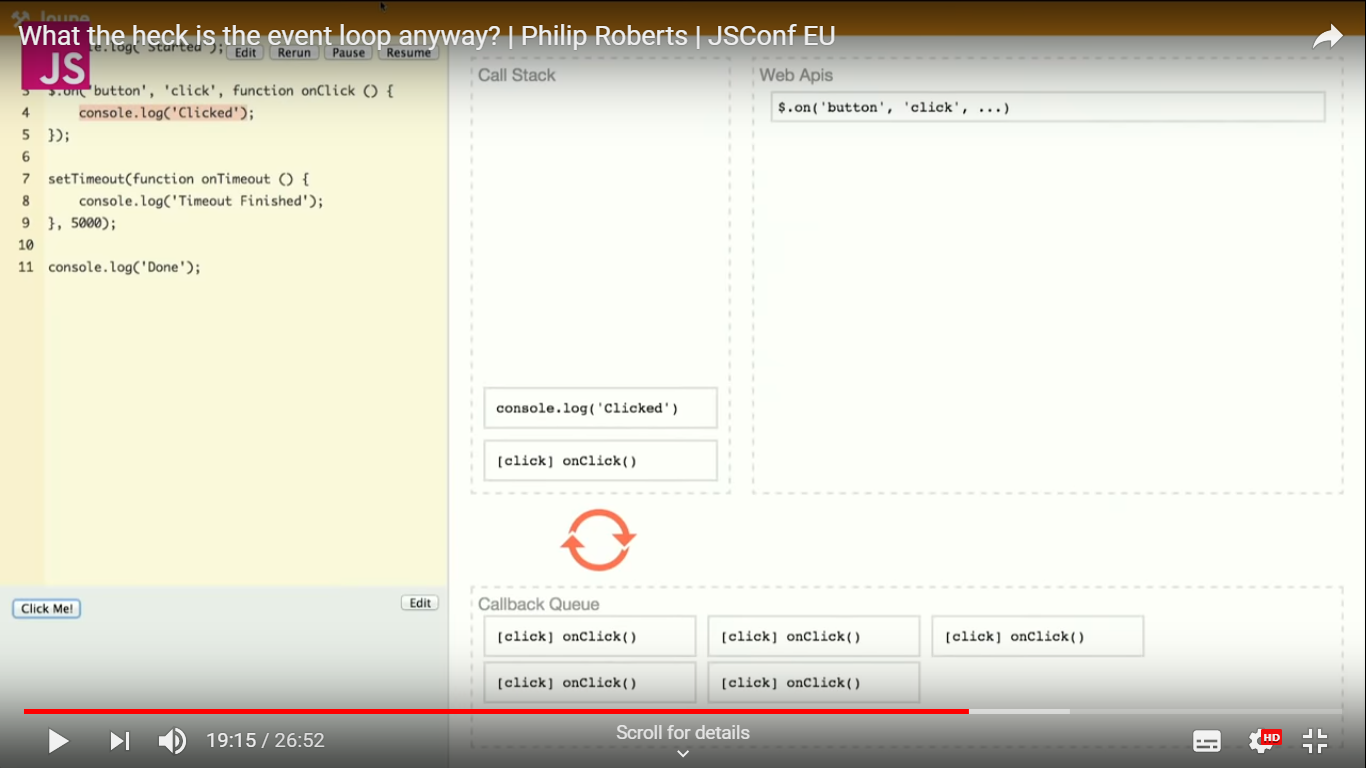 What the heck is the event loop anyway? | Philip Roberts | JSConf EU
JS
Edit Rerun Pause Resume
3 $.on('button', 'click', function onClick () {
4 console.log('Clicked');
5 });
6
7 setTimeout(function onTimeout () {
8 console.log('Timeout Finished');
9 }, 5000);
10
11 console.log('Done');
Click Me!
Edit
Call Stack
console.log('Clicked')
[click] onClick()
Web Apis
$.on('button', 'click', ...)
Callback Queue
[click] onClick() [click] onClick() [click] onClick()
[click] onClick() [click] onClick()
19:15 / 26:52
Scroll for details
HD